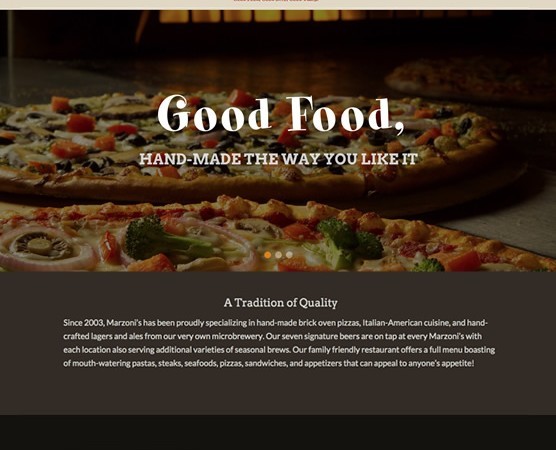 Good Food,
HAND-MADE THE WAY YOU LIKE IT
A Tradition of Quality
Since 2003, Marzoni's has been proudly specializing in hand-made brick oven pizzas, Italian-American cuisine, and hand-
crafted lagers and ales from our very own microbrewery. Our seven signature beers are on tap at every Marzoni's with
each location also serving additional varieties of seasonal brews. Our family friendly restaurant offers a full menu boasting
of mouth-watering pastas, steaks, seafoods, pizzas, sandwiches, and appetizers that can appeal to anyone's appetite!